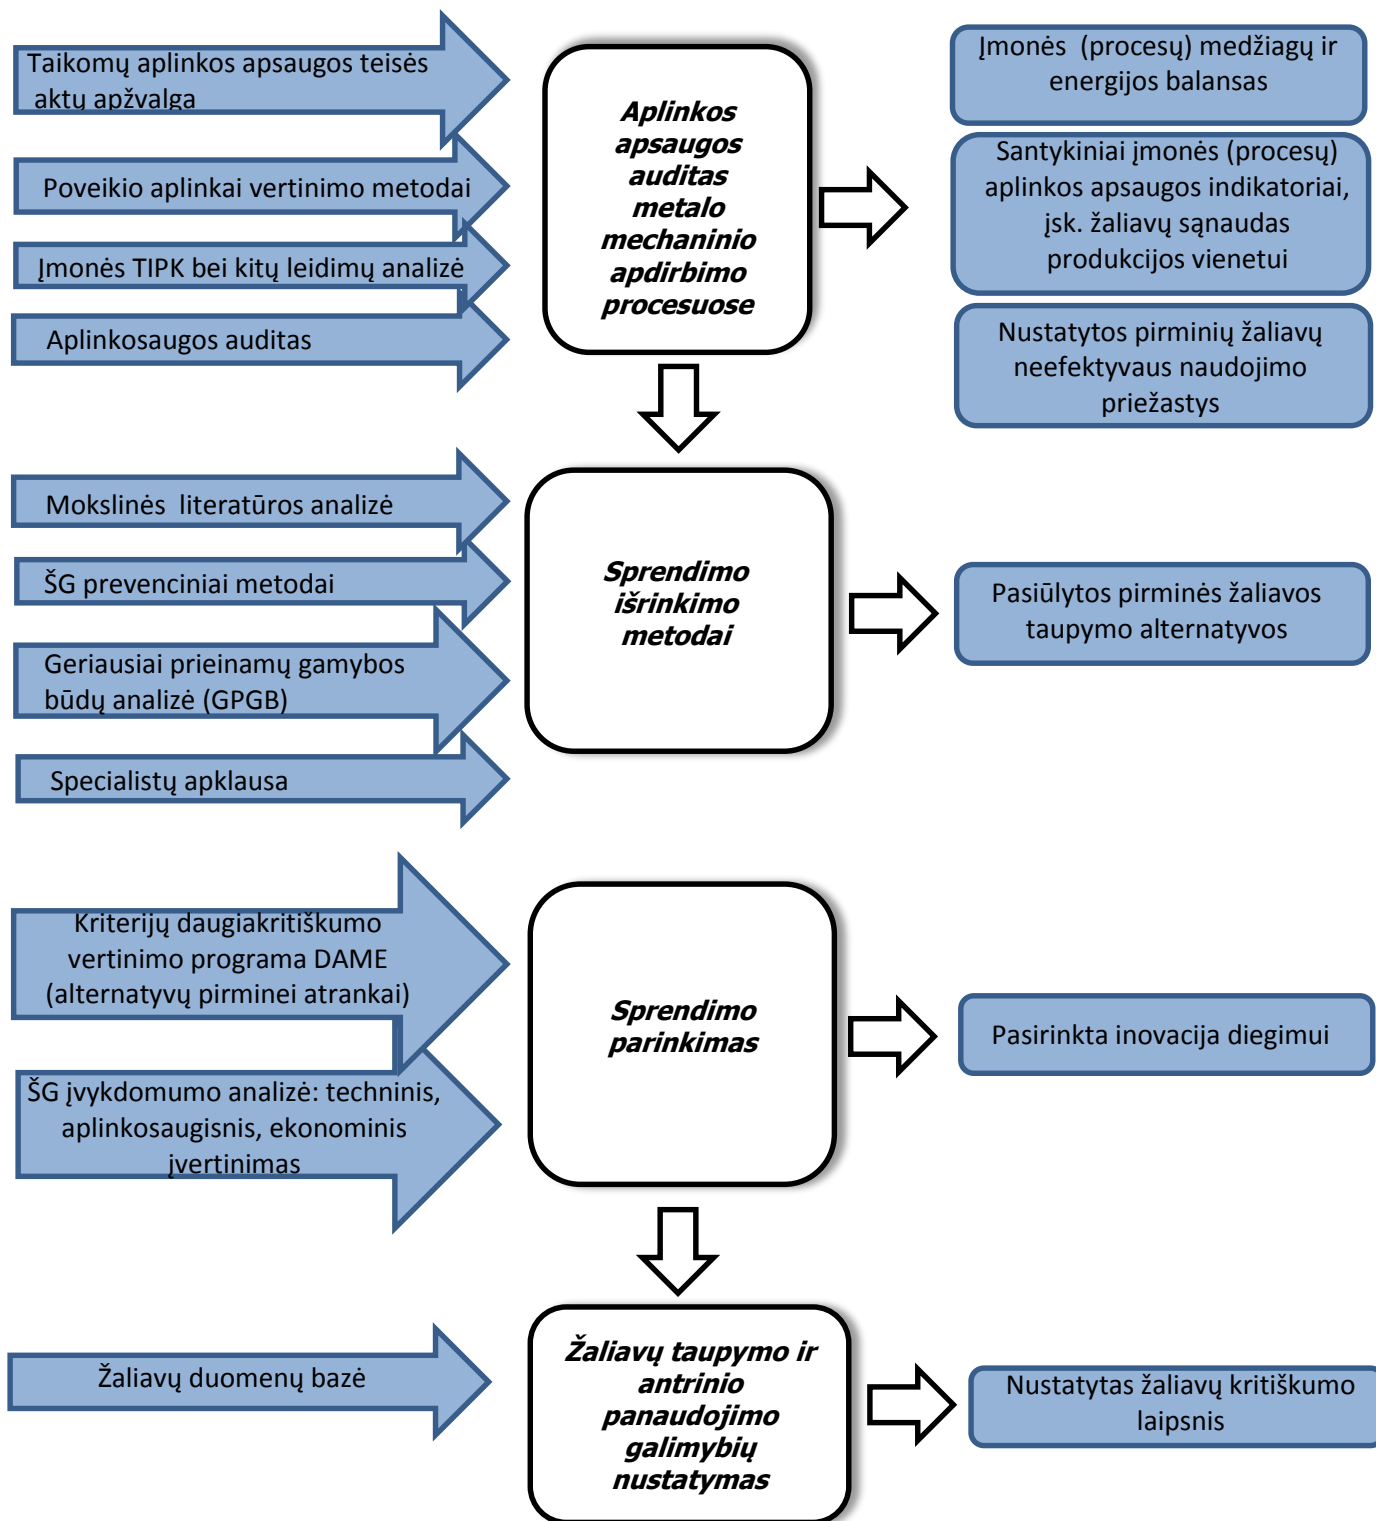 Taikomų aplinkos apsaugos teisės
aktų apžvalga
Poveikio aplinkai vertinimo metodai
Įmonės TIPK bei kitų leidimų analizė
Aplinkosaugos auditas
Aplinkos
apsaugos
auditas
metalo
mechaninio
apdirbimo
procesuose
Įmonės (procesų) medžiagų ir
energijos balansas
Santykiniai įmonės (procesų)
aplinkos apsaugos indikatoriai,
įsk. žaliavų sąnaudas
produkcijos vienetui
Nustatytos pirminių žaliavų
neefektyvaus naudojimo
priežastys
Mokslinės literatūros analizė
ŠG prevenciniai metodai
Geriausiai prieinamų gamybos
būdų analizė (GPGB)
Specialistų apklausa
Sprendimo
išrinkimo
metodai
Pasiūlytos pirminės žaliavos
taupymo alternatyvos
Kriterijų daugiakritiškumo
vertinimo programa DAME
(alternatyvų pirminei atrankai)
ŠG įvykdomumo analizė: techninis,
aplinkosaugisnis, ekonominis
įvertinimas
Sprendimo
parinkimas
Pasirinkta inovacija diegimui
Žaliavų duomenų bazė
Žaliavų taupymo ir
antrinio
panaudojimo
galimybių
nustatymas
Nustatytas žaliavų kritiškumo
laipsnis